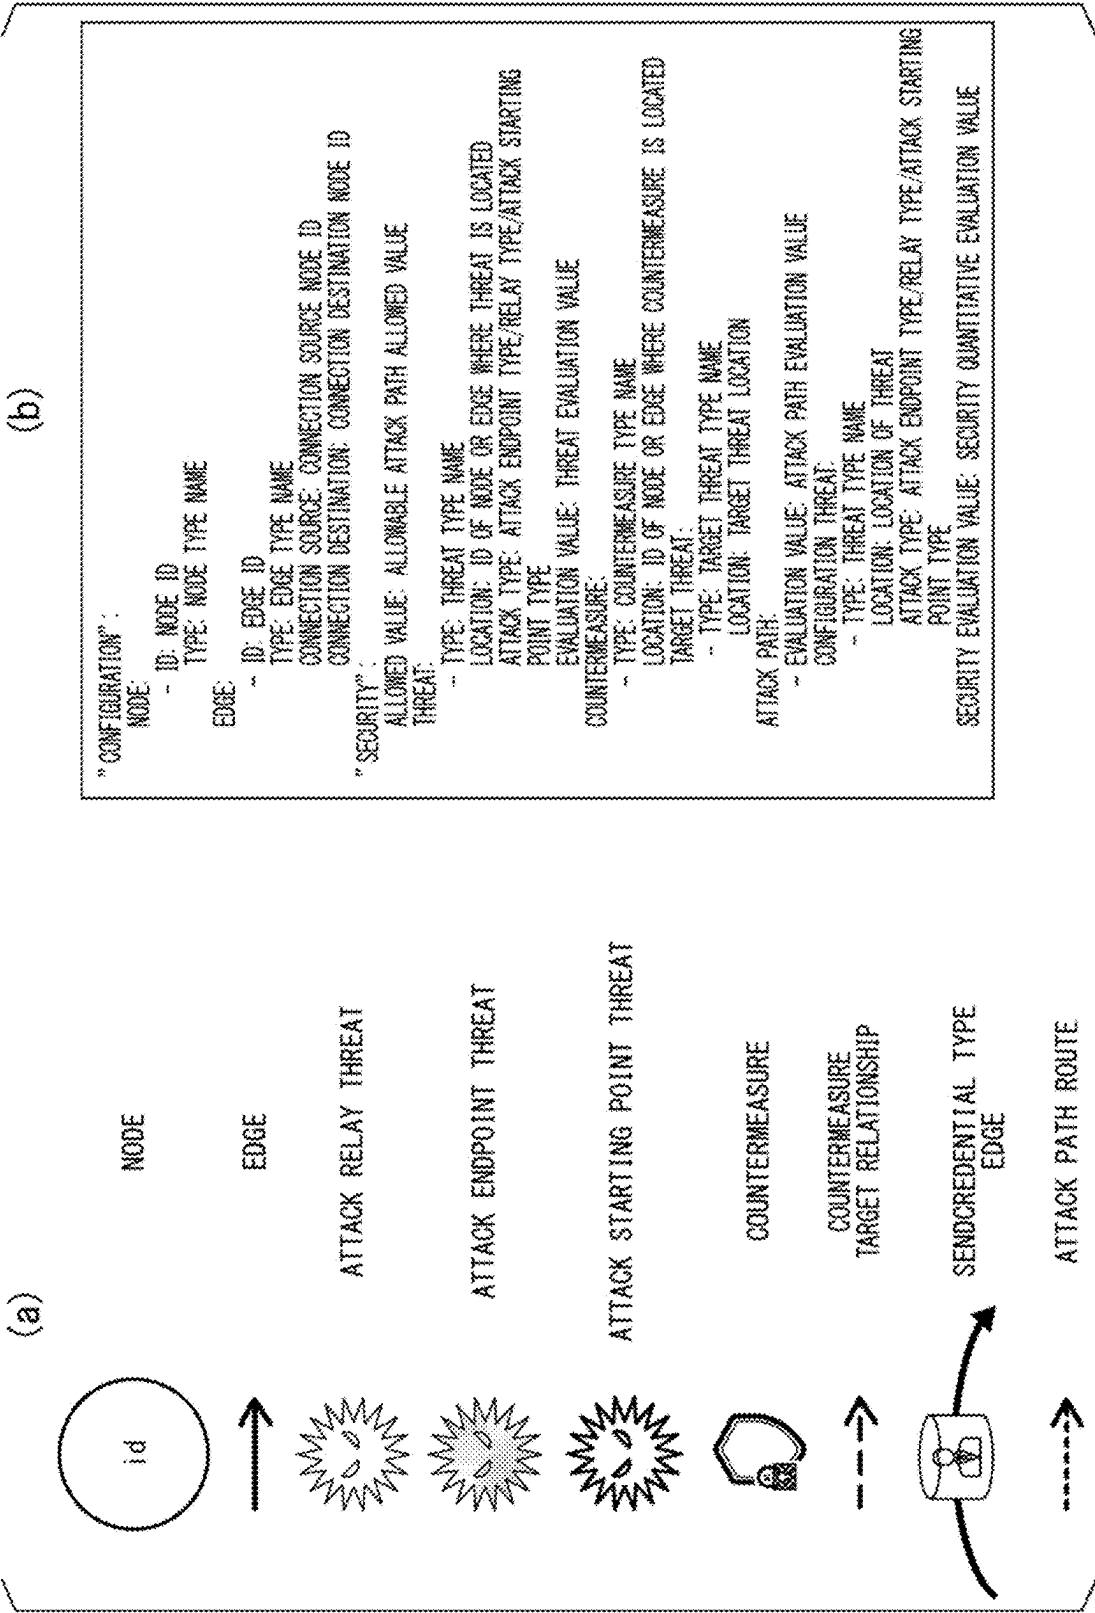 (a)
id
NODE
EDGE
ATTACK RELAY THREAT
ATTACK ENDPOINT THREAT
ATTACK STARTING POINT THREAT
COUNTERMEASURE
COUNTERMEASURE
TARGET RELATIONSHIP
SENDCREDENTIAL TYPE
EDGE
ATTACK PATH ROUTE
(b)
"CONFIGURATION":
NODE:
- ID: NODE ID
TYPE: NODE TYPE NAME
EDGE:
- ID: EDGE ID
TYPE: EDGE TYPE NAME
CONNECTION SOURCE: CONNECTION SOURCE NODE ID
CONNECTION DESTINATION: CONNECTION DESTINATION NODE ID
"SECURITY":
ALLOWED VALUE: ALLOWABLE ATTACK PATH ALLOWED VALUE
THREAT:
- TYPE: THREAT TYPE NAME
LOCATION: ID OF NODE OR EDGE WHERE THREAT IS LOCATED
ATTACK TYPE: ATTACK ENDPOINT TYPE/RELAY TYPE/ATTACK STARTING
POINT TYPE
EVALUATION VALUE: THREAT EVALUATION VALUE
COUNTERMEASURE:
- TYPE: COUNTERMEASURE TYPE NAME
LOCATION: ID OF NODE OR EDGE WHERE COUNTERMEASURE IS LOCATED
TARGET THREAT:
- TYPE: TARGET THREAT TYPE NAME
LOCATION: TARGET THREAT LOCATION
ATTACK PATH:
- EVALUATION VALUE: ATTACK PATH EVALUATION VALUE
CONFIGURATION THREAT:
- TYPE: THREAT TYPE NAME
LOCATION: LOCATION OF THREAT
ATTACK TYPE: ATTACK ENDPOINT TYPE/RELAY TYPE/ATTACK STARTING
POINT TYPE
SECURITY EVALUATION VALUE: SECURITY QUANTITATIVE EVALUATION VALUE